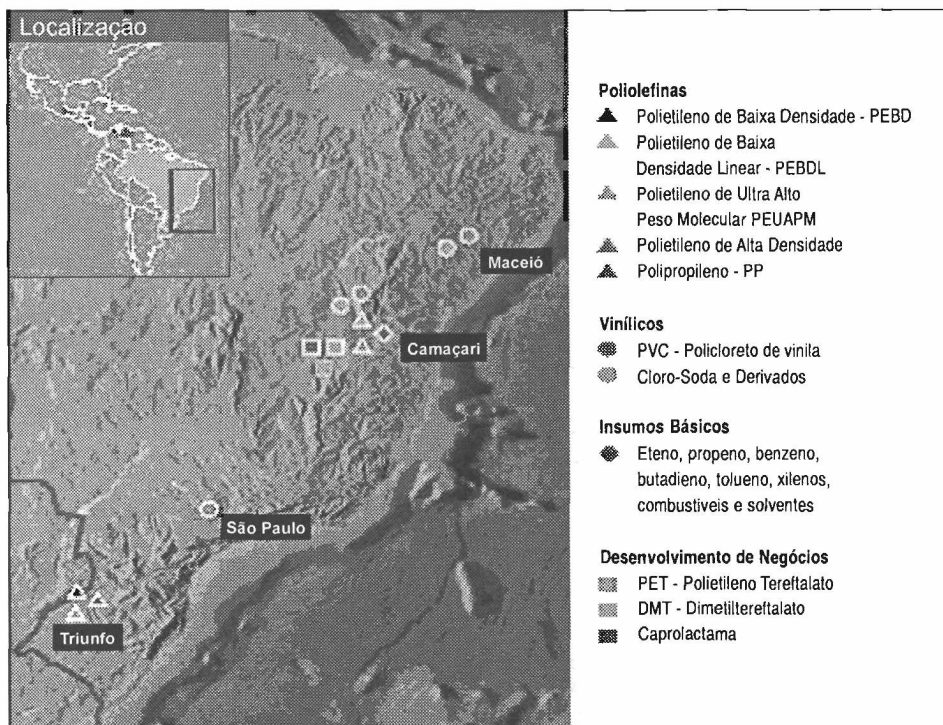 Localização
Maceió
Camaçari
São Paulo
Triunfo
Poliolefinas
Polietileno de Baixa Densidade - PEBD
Polietileno de Baixa
Densidade Linear - PEBDL
Polietileno de Ultra Alto
Peso Molecular PEUAPM
Polietileno de Alta Densidade
Polipropileno - PP
Vinílicos
PVC - Policloreto de vinila
Cloro-Soda e Derivados
Insumos Básicos
Eteno, propeno, benzeno,
butadieno, tolueno, xilenos,
combustíveis e solventes
Desenvolvimento de Negócios
PET - Polietileno Tereftalato
DMT - Dimetiltereftalato
Caprolactama